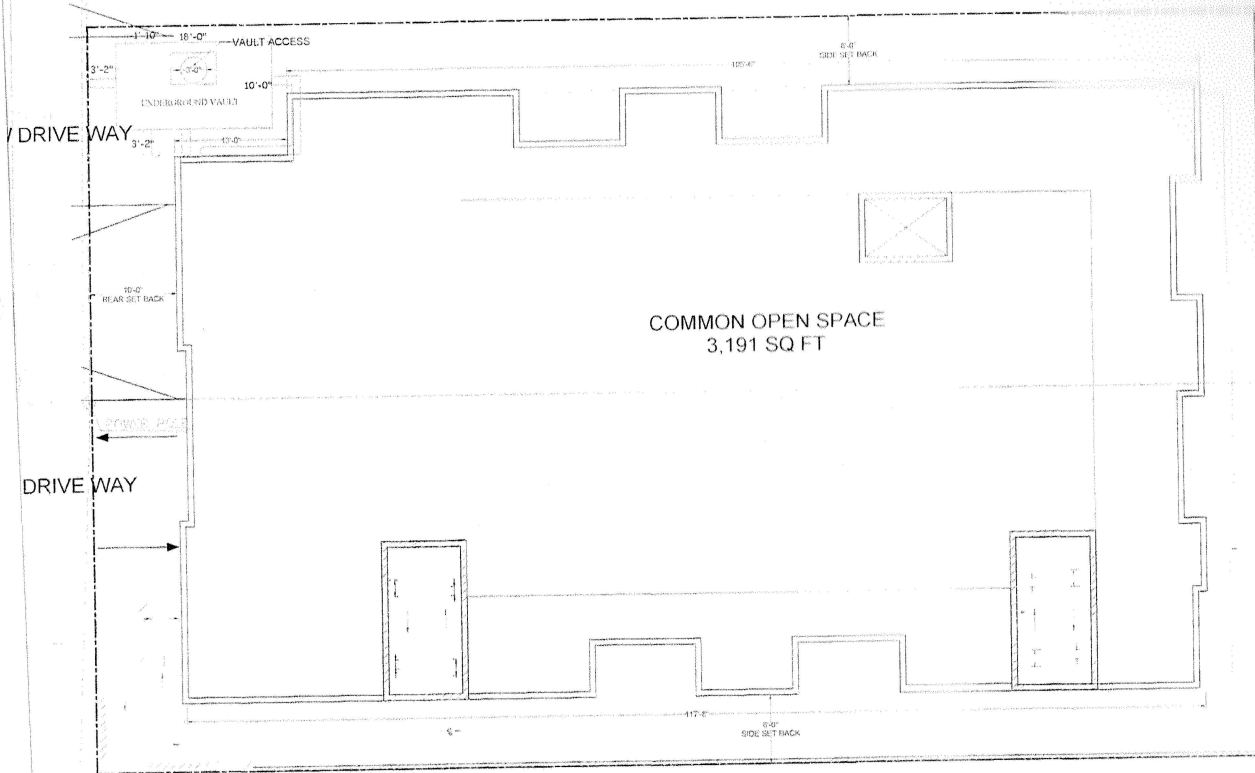 1'-10" 18'-0" VAULT ACCESS
3'-2"
3'-0"
10'-0"
UNDERGROUND VAULT
105'-6"
8'-0"
SIDE SET BACK
DRIVE WAY
3'-2"
13'-0"
10'-0"
REAR SET BACK
COMMON OPEN SPACE
3,191 SQ FT
POWER POLE
DRIVE WAY
117'-8"
8'-0"
SIDE SET BACK